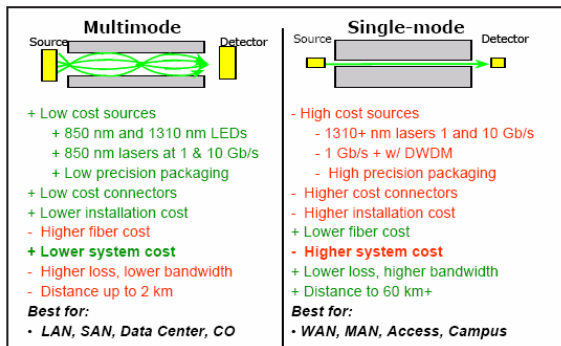 Multimode
Source
Detector
+ Low cost sources
+ 850 nm and 1310 nm LEDs
+ 850 nm lasers at 1 & 10 Gb/s
+ Low precision packaging
+ Low cost connectors
+ Lower installation cost
- Higher fiber cost
+ Lower system cost
- Higher loss, lower bandwidth
- Distance up to 2 km
Best for:
• LAN, SAN, Data Center, CO
Single-mode
Source
Detector
- High cost sources
- 1310+ nm lasers 1 and 10 Gb/s
- 1 Gb/s + w/ DWDM
- High precision packaging
- Higher cost connectors
- Higher installation cost
+ Lower fiber cost
- Higher system cost
+ Lower loss, higher bandwidth
+ Distance to 60 km+
Best for:
• WAN, MAN, Access, Campus